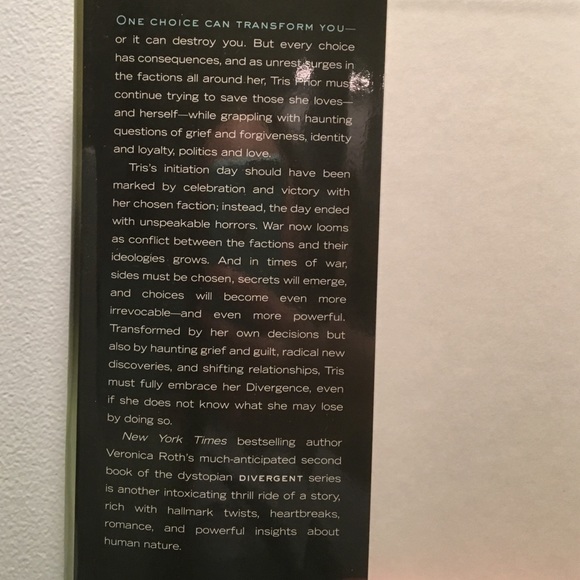 ONE CHOICE CAN TRANSFORM YOU—
or it can destroy you. But every choice
has consequences, and as unrest surges in
the factions all around her, Tris Prior must
continue trying to save those she loves—
and herself—while grappling with haunting
questions of grief and forgiveness, identity
and loyalty, politics and love.
Tris's initiation day should have been
marked by celebration and victory with
her chosen faction; instead, the day ended
with unspeakable horrors. War now looms
as conflict between the factions and their
ideologies grows. And in times of war,
sides must be chosen, secrets will emerge,
and choices will become even more
irrevocable—and even more powerful.
Transformed by her own decisions but
also by haunting grief and guilt, radical new
discoveries, and shifting relationships, Tris
must fully embrace her Divergence, even
if she does not know what she may lose
by doing so.
New York Times bestselling author
Veronica Roth's much-anticipated second
book of the dystopian DIVERGENT series
is another intoxicating thrill ride of a story,
rich with hallmark twists, heartbreaks,
romance, and powerful insights about
human nature.